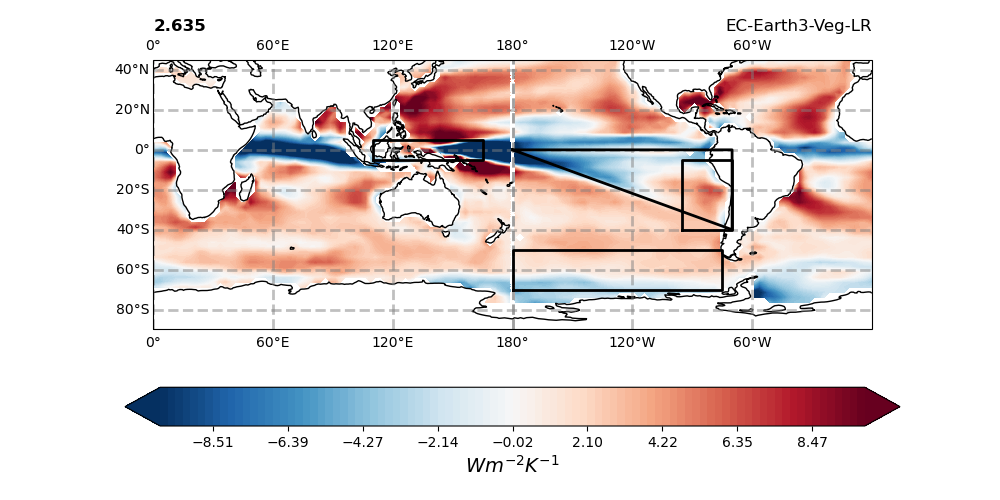 2.635 EC-Earth3-Veg-LR
0° 60°E 120°E 180° 120°W 60°W
40°N
20°N
0°
20°S
40°S
60°S
80°S
0° 60°E 120°E 180° 120°W 60°W
−8.51 −6.39 −4.27 −2.14 −0.02 2.10 4.22 6.35 8.47
Wm⁻²K⁻¹